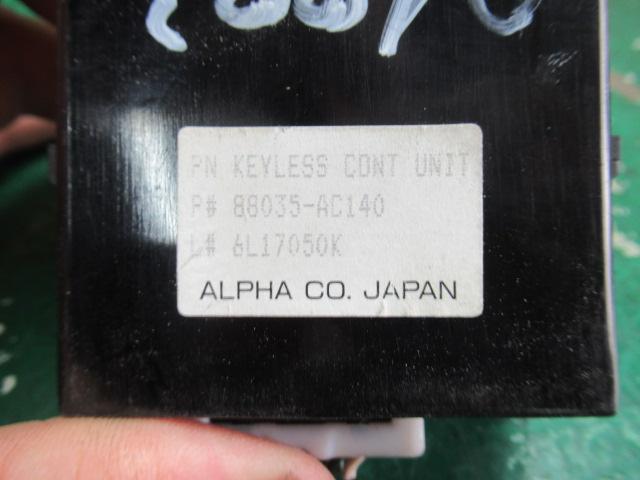 PN KEYLESS CONT UNIT
P# 88035-AC140
L# 6L17050K
ALPHA CO. JAPAN